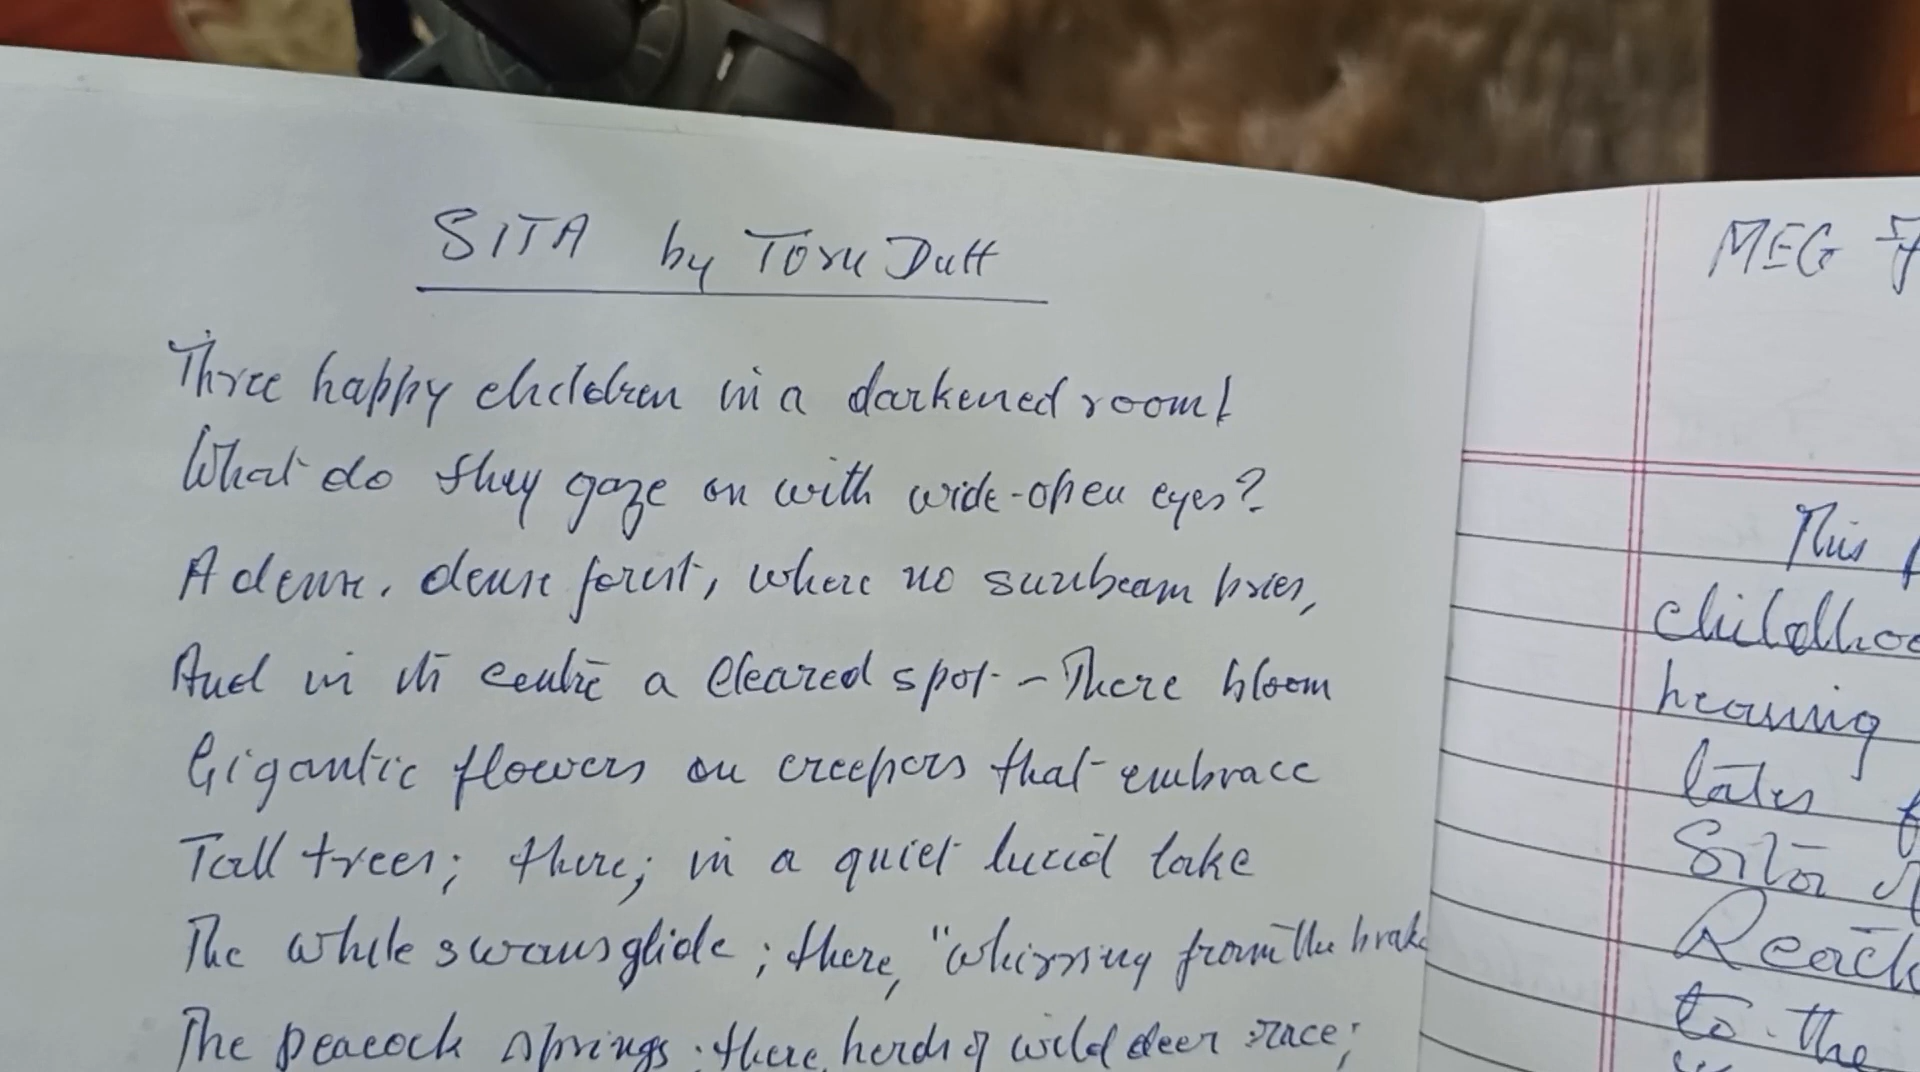 SITA by Toru Dutt
Three happy children in a darkened room!
What do they gaze on with wide-open eyes?
A dense, dense forest, where no sunbeam pries,
And in its centre a cleared spot - There bloom
Gigantic flowers on creepers that embrace
Tall trees; there; in a quiet lucid lake
The white swans glide; there, "whirring from the brake
The peacock springs; there, herds of wild deer race;
MEG 7
This
childhoo
hearing
later f
Sita
Reach
to the